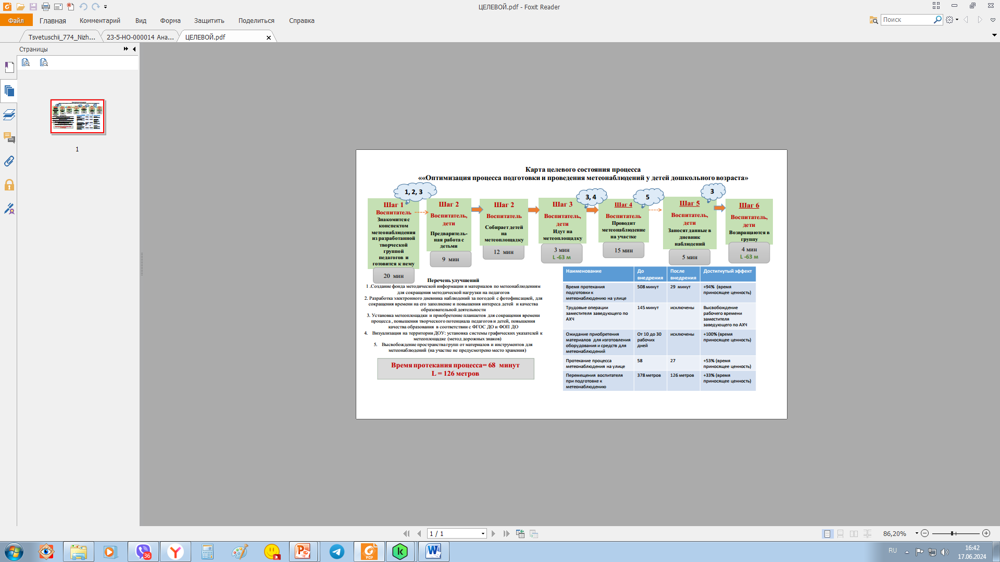 ЦЕЛЕВОЙ.pdf - Foxit Reader
Файл Главная Комментарий Вид Форма Защитить Поделиться Справка
Поиск
Tsvetuschii_774_Nizh... 23-5-НО-000014 Ана... ЦЕЛЕВОЙ.pdf
Страницы
1
Карта целевого состояния процесса
««Оптимизация процесса подготовки и проведения метеонаблюдений у детей дошкольного возраста»
1, 2, 3
3, 4
5
3
Шаг 1
Воспитатель
Знакомится с
конспектом
метеонаблюдения
из разработанной
творческой
группой
педагогов и
готовится к нему
20 мин
Шаг 2
Воспитатель,
дети
Предваритель-
ная работа с
детьми
9 мин
Шаг 2
Воспитатель
Собирает детей
на
метеоплощадку
12 мин
Шаг 3
Воспитатель,
дети
Идут на
метеоплощадку
3 мин
L -63 м
Шаг 4
Воспитатель
Проводит
метеонаблюдение
на участке
15 мин
Шаг 5
Воспитатель,
дети
Заносят данные в
дневник
наблюдений
5 мин
Шаг 6
Воспитатель,
дети
Возвращаются в
группу
4 мин
L -63 м
Перечень улучшений
1 .Создание фонда методической информации и материалов по метеонаблюдениям
для сокращения методической нагрузки на педагогов
2. Разработка электронного дневника наблюдений за погодой с фотофиксацией, для
сокращения времени на его заполнение и повышения интереса детей и качества
образовательной деятельности
3. Установка метеоплощадки и приобретение планшетов для сокращения времени
процесса , повышения творческого потенциала педагогов и детей, повышения
качества образования в соответствии с ФГОС ДО и ФОП ДО
4. Визуализация на территории ДОУ: установка системы графических указателей к
метеоплощадке (метод дорожных знаков)
5. Высвобождение пространства групп от материалов и инструментов для
метеонаблюдений (на участке не предусмотрено место хранения)
Время протекания процесса= 68 минут
L = 126 метров
Наименование До внедрения После внедрения Достигнутый эффект
Время протекания подготовки к метеонаблюдению на улице 508 минут 29 минут +94% (время приносящее ценность)
Трудовые операции заместителя заведующего по АХЧ 145 минут исключены Высвобождение рабочего времени заместителя заведующего по АХЧ
Ожидание приобретения материалов для изготовления оборудования и средств для метеонаблюдений От 10 до 30 рабочих дней исключены +100% (время приносящее ценность)
Протекание процесса метеонаблюдения на улице 58 27 +53% (время приносящее ценность)
Перемещения воспитателя при подготовке к метеонаблюдению 378 метров 126 метров +33% (время приносящее ценность)
1 / 1
86,20%
36
PDF
RU
16:42
17.06.2024